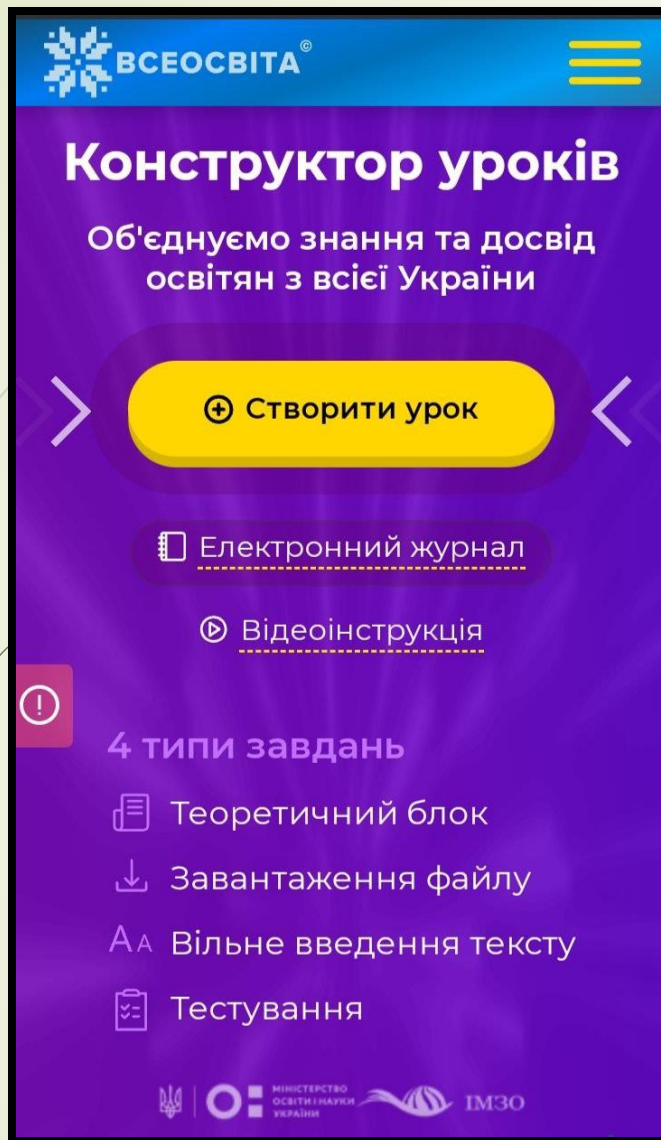 ВСЕОСВІТА©
Конструктор уроків
Об'єднуємо знання та досвід
освітян з всієї України
Створити урок
Електронний журнал
Відеоінструкція
4 типи завдань
Теоретичний блок
Завантаження файлу
Аа Вільне введення тексту
Тестування
МІНІСТЕРСТВО
ОСВІТИ І НАУКИ
УКРАЇНИ
ІМЗО